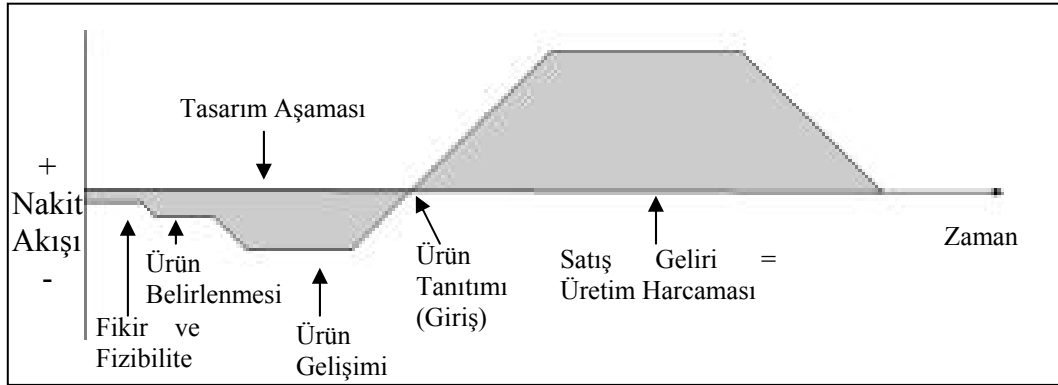 Tasarım Aşaması
+
Nakit
Akışı
-
Zaman
Fikir ve
Fizibilite
Ürün
Belirlenmesi
Ürün
Gelişimi
Ürün
Tanıtımı
(Giriş)
Satış Geliri =
Üretim Harcaması